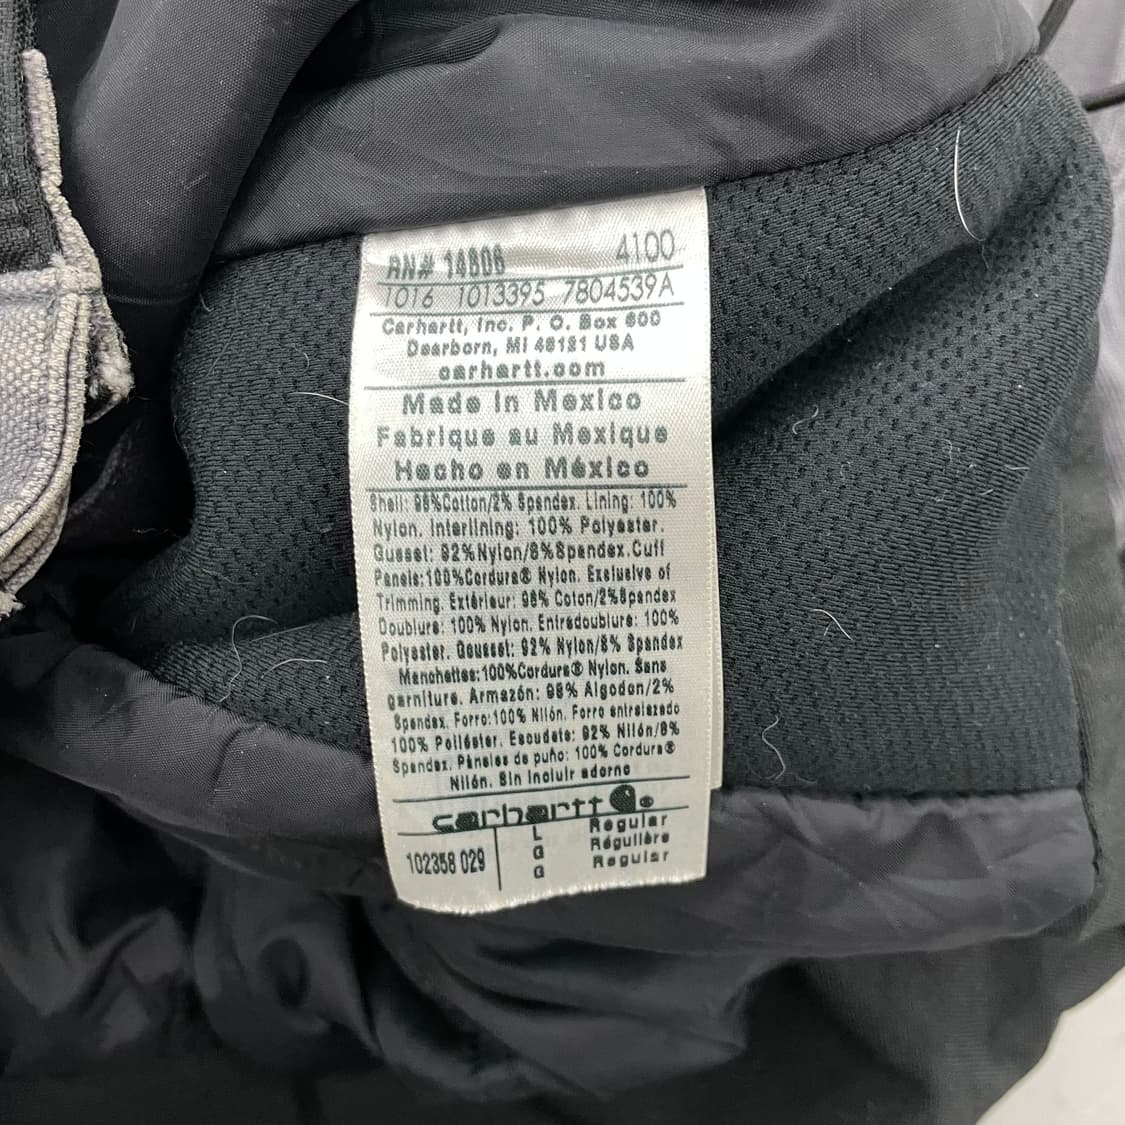 RN# 14806 4100
1016 1013395 7804539A
Carhartt, Inc. P. O. Box 600
Dearborn, MI 48121 USA
carhartt.com
Made in Mexico
Fabrique au Mexique
Hecho en México
Shell: 98%Cotton/2% Spandex. Lining: 100%
Nylon. Interlining: 100% Polyester.
Gusset: 92%Nylon/8%Spandex.Cuff
Panels:100%Cordura® Nylon. Exclusive of
Trimming. Extérieur: 98% Coton/2%Spandex
Doublure: 100% Nylon. Entredoublure: 100%
Polyester. Gousset: 92% Nylon/8% Spandex
Manchettes:100%Cordura® Nylon. Sans
garniture. Armazón: 98% Algodon/2%
Spandex. Forro:100% Nilón. Forro entrelazado
100% Poliéster. Escudete: 92% Nilón/8%
Spandex. Páneles de puño: 100% Cordura®
Nilón. Sin incluir adorno
carhartt ®
102358 029 L Regular
G Régulière
G Regular